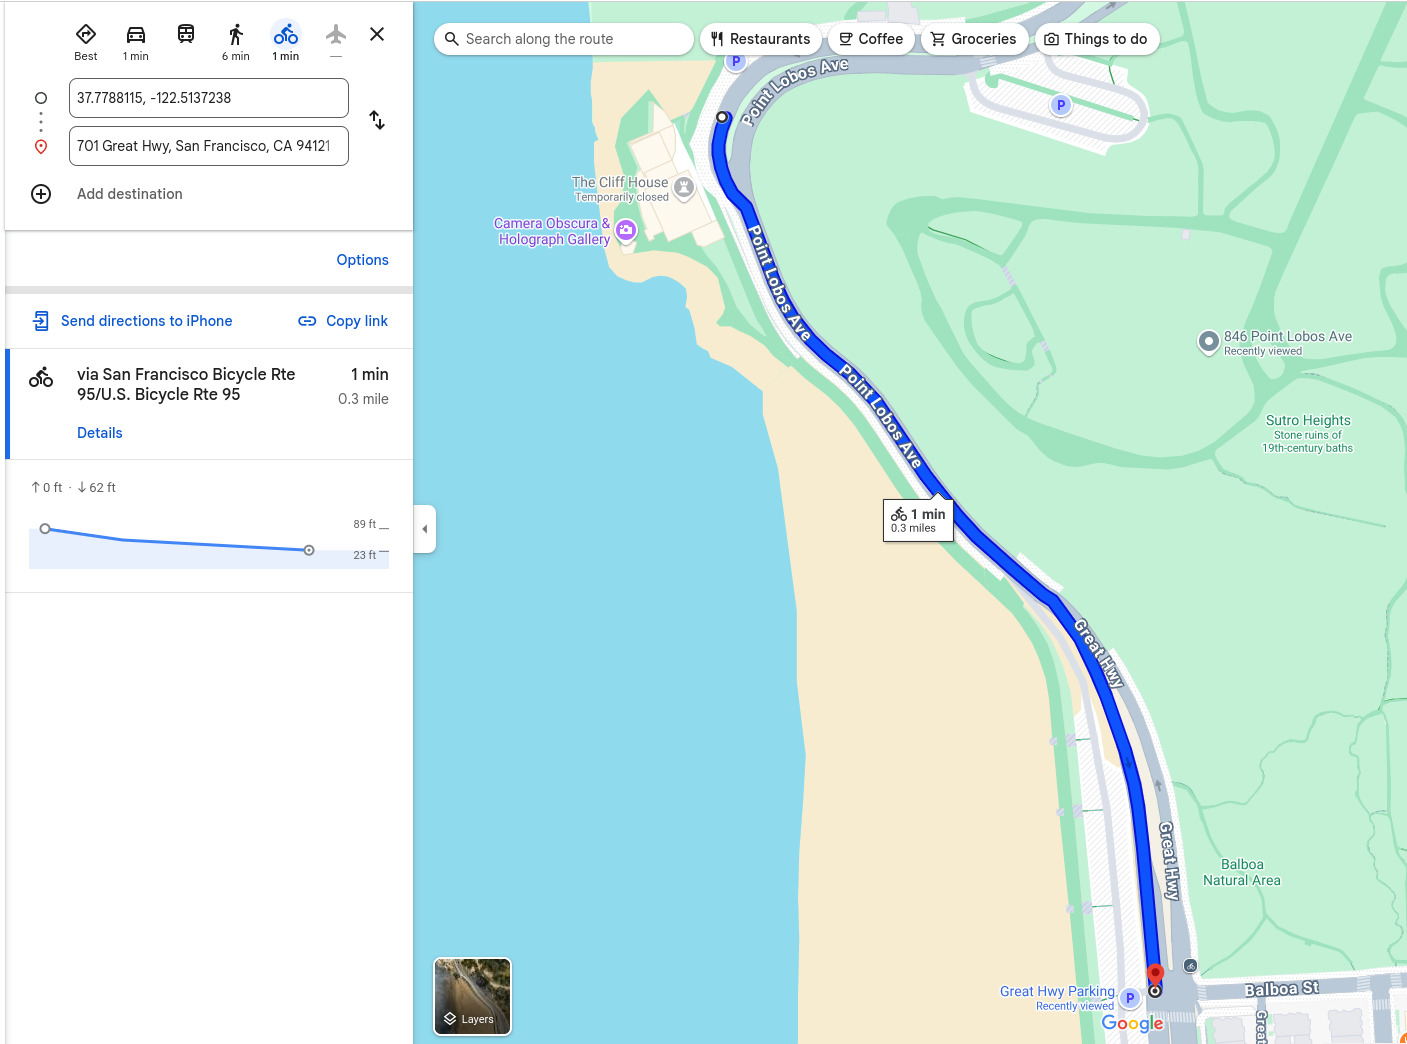 Best
1 min
6 min
1 min
—
37.7788115, -122.5137238
701 Great Hwy, San Francisco, CA 94121
Add destination
Options
Send directions to iPhone
Copy link
via San Francisco Bicycle Rte
95/U.S. Bicycle Rte 95
1 min
0.3 mile
Details
↑ 0 ft · ↓ 62 ft
89 ft
23 ft
Search along the route
Restaurants
Coffee
Groceries
Things to do
P
Point Lobos Ave
P
The Cliff House
Temporarily closed
Camera Obscura &
Holograph Gallery
Point Lobos Ave
846 Point Lobos Ave
Recently viewed
Point Lobos Ave
Sutro Heights
Stone ruins of
19th-century baths
1 min
0.3 miles
Great Hwy
Great Hwy
Balboa
Natural Area
Great Hwy Parking
Recently viewed
P
Balboa St
Great
Google
Layers